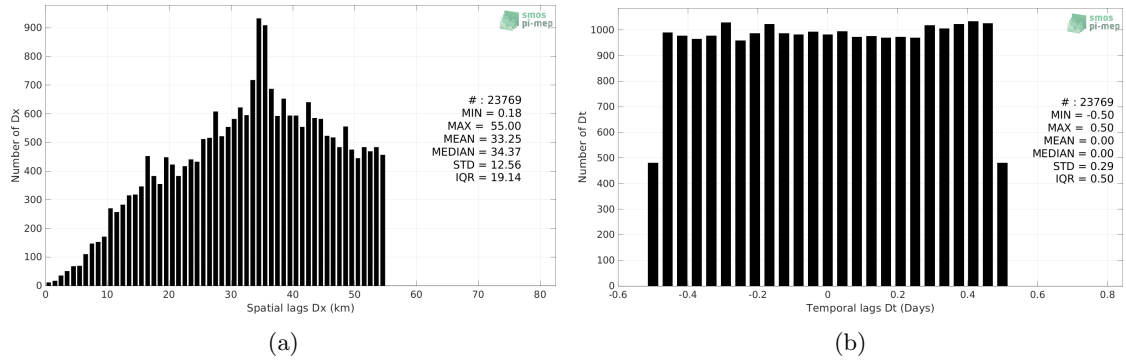 smos
pi-mep
Number of Dx
900
800
700
600
500
400
300
200
100
0
# : 23769
MIN = 0.18
MAX = 55.00
MEAN = 33.25
MEDIAN = 34.37
STD = 12.56
IQR = 19.14
0 10 20 30 40 50 60 70 80
Spatial lags Dx (km)
(a)
smos
pi-mep
Number of Dt
1000
900
800
700
600
500
400
300
200
100
0
# : 23769
MIN = -0.50
MAX = 0.50
MEAN = 0.00
MEDIAN = 0.00
STD = 0.29
IQR = 0.50
-0.6 -0.4 -0.2 0 0.2 0.4 0.6 0.8
Temporal lags Dt (Days)
(b)